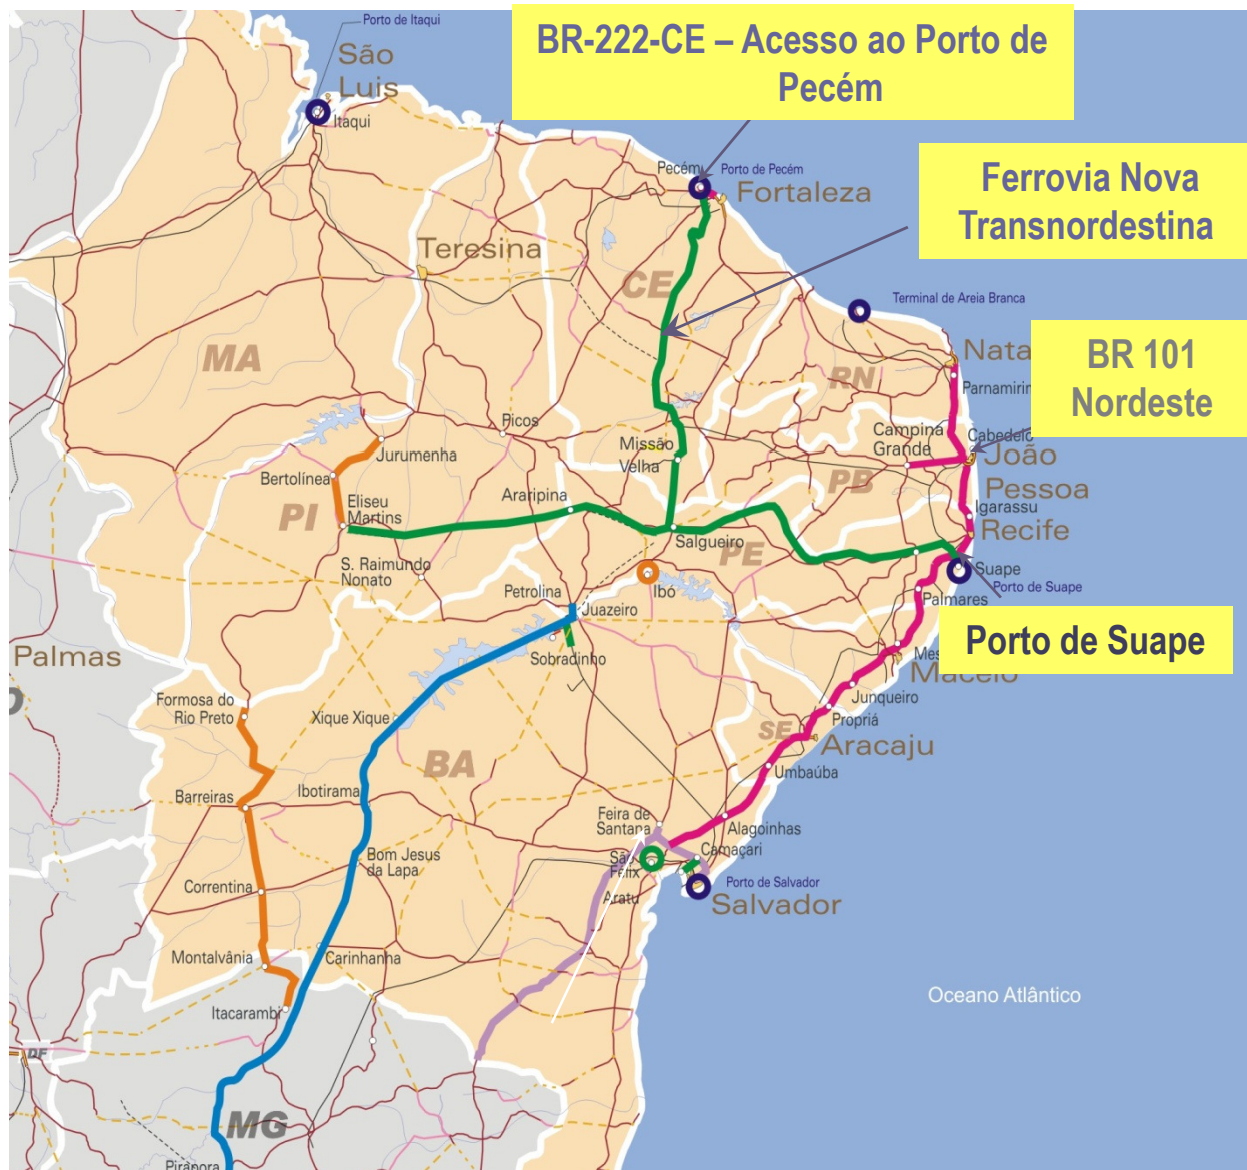 Porto de Itaqui
São
Luis
Itaqui
BR-222-CE – Acesso ao Porto de
Pecém
Pecém
Porto de Pecém
Fortaleza
Ferrovia Nova
Transnordestina
Teresina
CE
Terminal de Areia Branca
MA
RN
BR 101
Nordeste
Parnamirin
Picos
Campina
Grande
Cabedelo
João
Pessoa
Jurumenha
Missão
Velha
Bertolínea
PB
Araripina
Eliseu
Martins
PI
Igarassu
Recife
Salgueiro
PE
S. Raimundo
Nonato
Suape
Porto de Suape
Petrolina
Ibó
Juazeiro
Palmares
Porto de Suape
Sobradinho
Palmas
Maceió
Junqueiro
Formosa do
Rio Preto
Xique Xique
Propriá
SE
Aracaju
BA
Umbaúba
Barreiras
Ibotirama
Feira de
Santana
Alagoinhas
Camaçari
São
Félix
Bom Jesus
da Lapa
Porto de Salvador
Correntina
Aratu
Salvador
Montalvânia
Carinhanha
Oceano Atlântico
Itacarambi
DF
MG
Pirapora